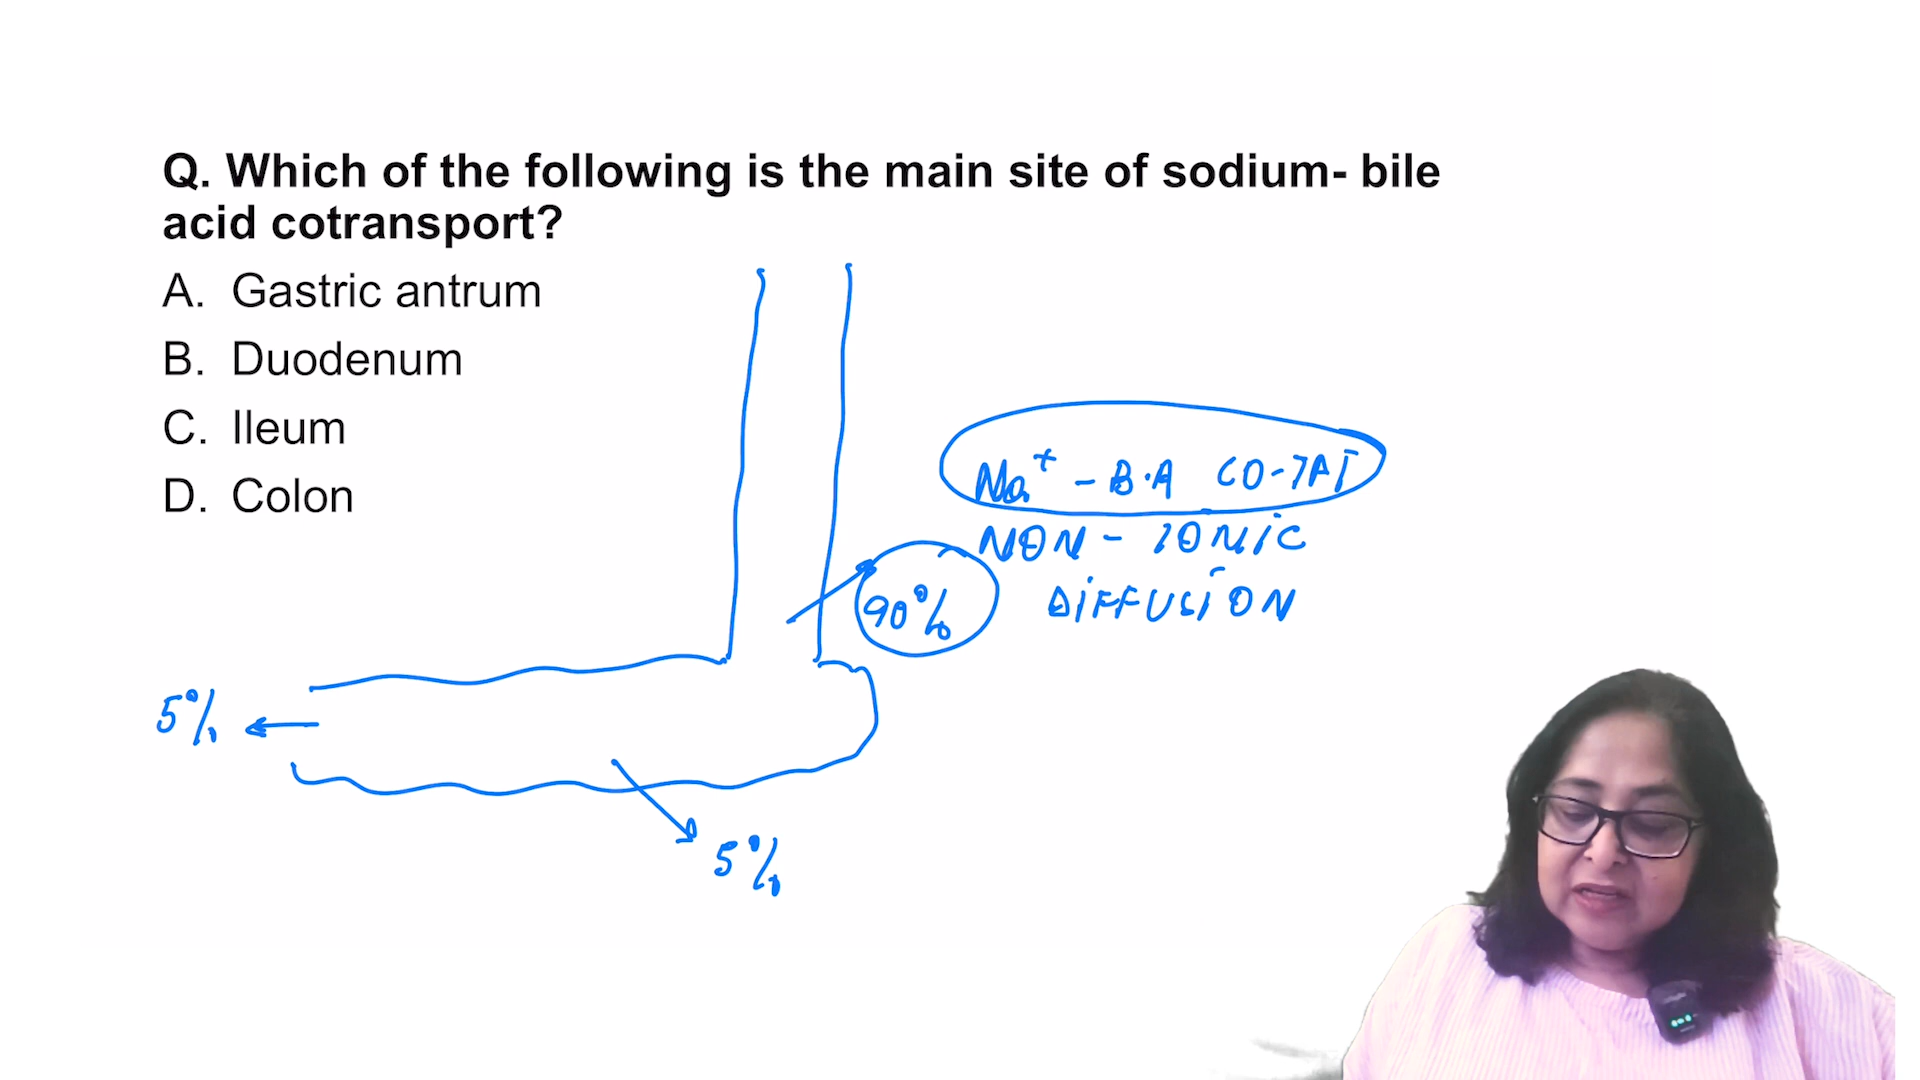 Q. Which of the following is the main site of sodium- bile
acid cotransport?
A. Gastric antrum
B. Duodenum
C. Ileum
D. Colon
Na+ - B.A CO-TPT
NON - IONIC
DIFFUSION
90%
5%
5%